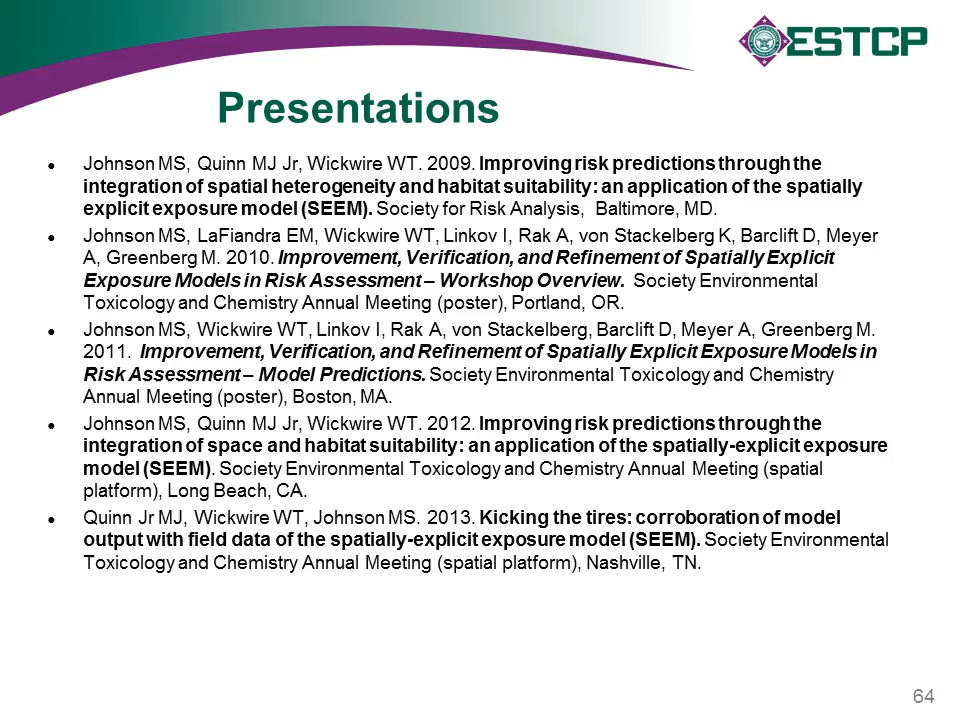 ESTCP
Presentations
● Johnson MS, Quinn MJ Jr, Wickwire WT. 2009. Improving risk predictions through the
integration of spatial heterogeneity and habitat suitability: an application of the spatially
explicit exposure model (SEEM). Society for Risk Analysis, Baltimore, MD.
● Johnson MS, LaFiandra EM, Wickwire WT, Linkov I, Rak A, von Stackelberg K, Barclift D, Meyer
A, Greenberg M. 2010. Improvement, Verification, and Refinement of Spatially Explicit
Exposure Models in Risk Assessment – Workshop Overview. Society Environmental
Toxicology and Chemistry Annual Meeting (poster), Portland, OR.
● Johnson MS, Wickwire WT, Linkov I, Rak A, von Stackelberg, Barclift D, Meyer A, Greenberg M.
2011. Improvement, Verification, and Refinement of Spatially Explicit Exposure Models in
Risk Assessment – Model Predictions. Society Environmental Toxicology and Chemistry
Annual Meeting (poster), Boston, MA.
● Johnson MS, Quinn MJ Jr, Wickwire WT. 2012. Improving risk predictions through the
integration of space and habitat suitability: an application of the spatially-explicit exposure
model (SEEM). Society Environmental Toxicology and Chemistry Annual Meeting (spatial
platform), Long Beach, CA.
● Quinn Jr MJ, Wickwire WT, Johnson MS. 2013. Kicking the tires: corroboration of model
output with field data of the spatially-explicit exposure model (SEEM). Society Environmental
Toxicology and Chemistry Annual Meeting (spatial platform), Nashville, TN.
64